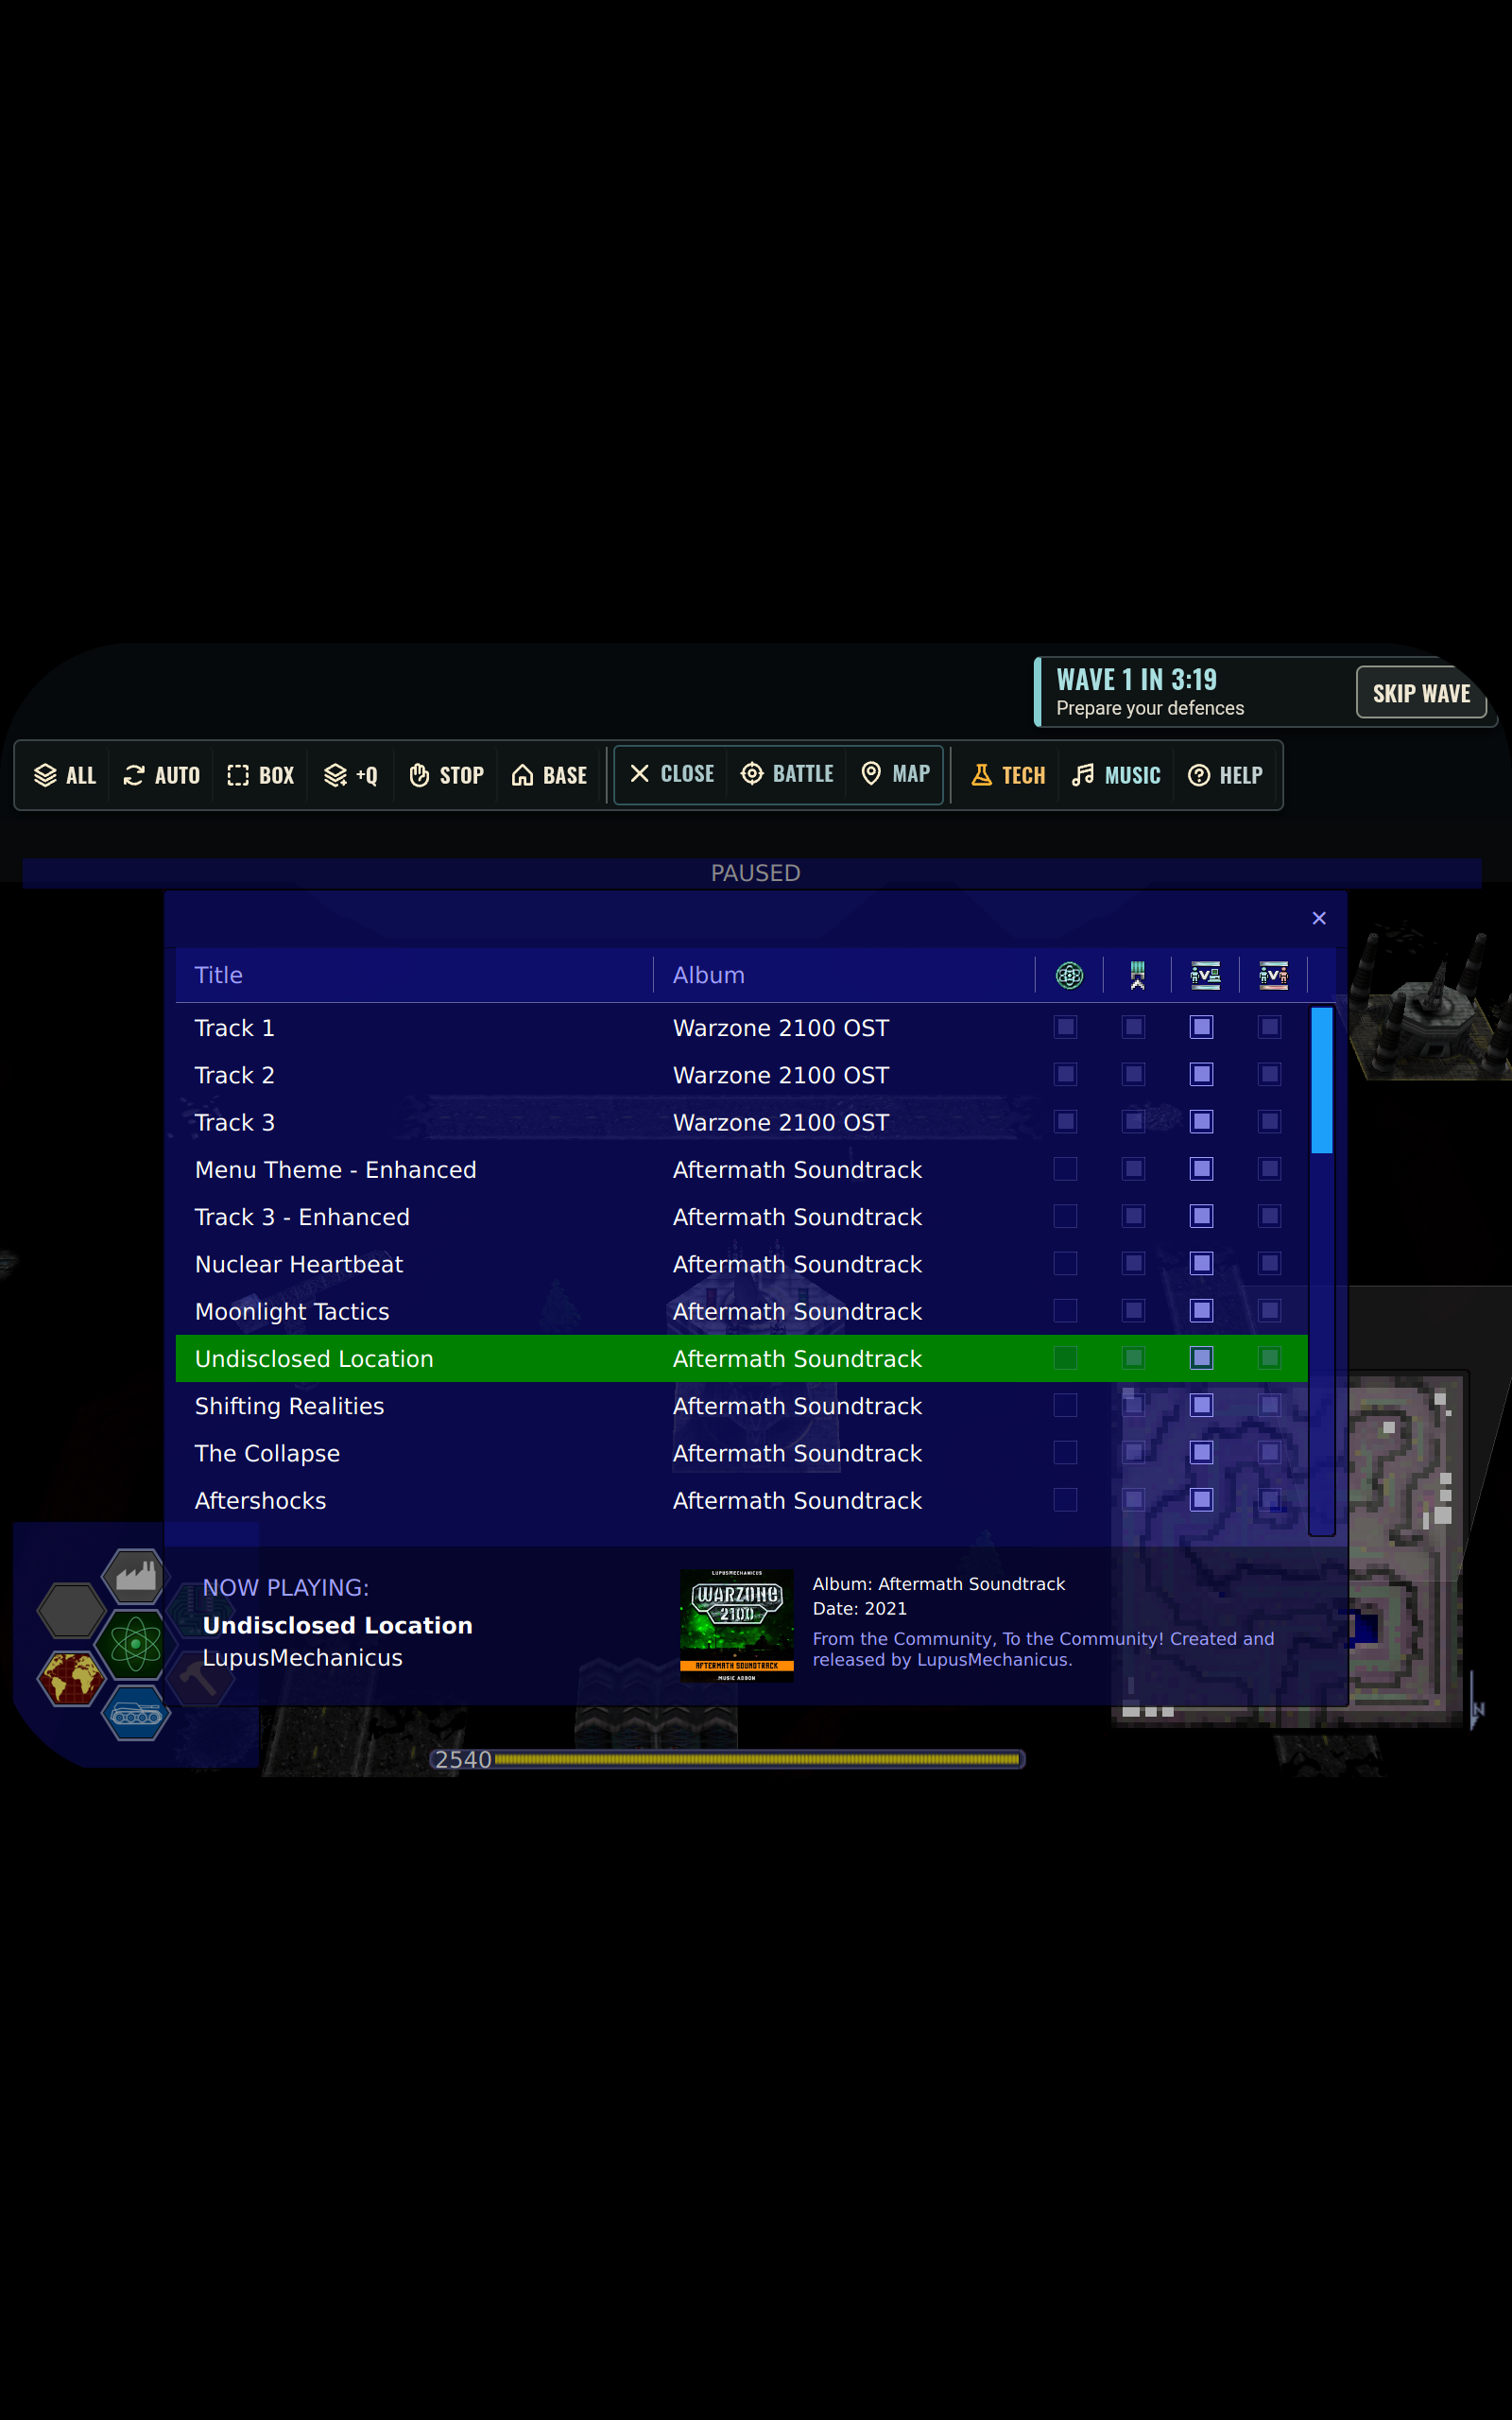 WAVE 1 IN 3:19
Prepare your defences
SKIP WAVE
ALL AUTO BOX +Q STOP BASE CLOSE BATTLE MAP TECH MUSIC HELP
PAUSED
×
Title Album
Track 1 Warzone 2100 OST
Track 2 Warzone 2100 OST
Track 3 Warzone 2100 OST
Menu Theme - Enhanced Aftermath Soundtrack
Track 3 - Enhanced Aftermath Soundtrack
Nuclear Heartbeat Aftermath Soundtrack
Moonlight Tactics Aftermath Soundtrack
Undisclosed Location Aftermath Soundtrack
Shifting Realities Aftermath Soundtrack
The Collapse Aftermath Soundtrack
Aftershocks Aftermath Soundtrack
NOW PLAYING:
Undisclosed Location
LupusMechanicus
LUPUSMECHANICUS
WARZONE
2100
AFTERMATH SOUNDTRACK
MUSIC ADDON
Album: Aftermath Soundtrack
Date: 2021
From the Community, To the Community! Created and
released by LupusMechanicus.
N
2540